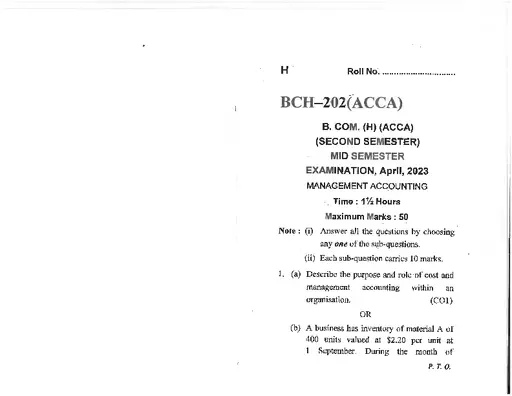 H Roll No. ..............................
BCH–202(ACCA)
B. COM. (H) (ACCA)
(SECOND SEMESTER)
MID SEMESTER
EXAMINATION, April, 2023
MANAGEMENT ACCOUNTING
Time : 1½ Hours
Maximum Marks : 50
Note : (i) Answer all the questions by choosing
any one of the sub-questions.
(ii) Each sub-question carries 10 marks.
1. (a) Describe the purpose and role of cost and
management accounting within an
organisation. (CO1)
OR
(b) A business has inventory of material A of
400 units valued at $2.20 per unit at
1 September. During the month of
P. T. O.